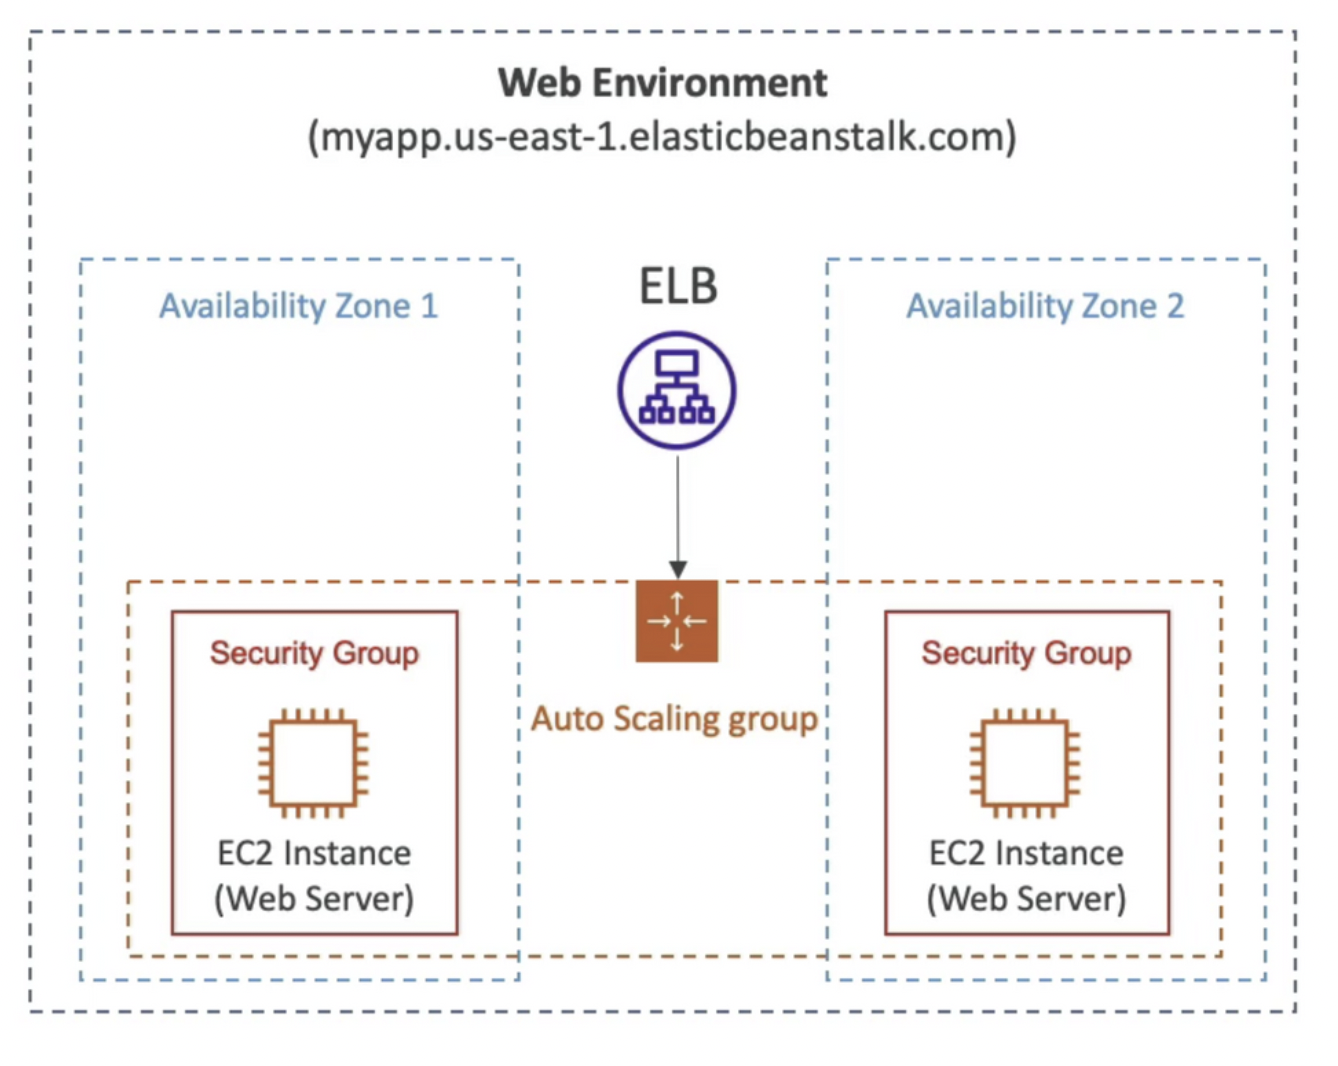 Web Environment
(myapp.us-east-1.elasticbeanstalk.com)
Availability Zone 1
ELB
Availability Zone 2
Security Group
EC2 Instance
(Web Server)
Auto Scaling group
Security Group
EC2 Instance
(Web Server)